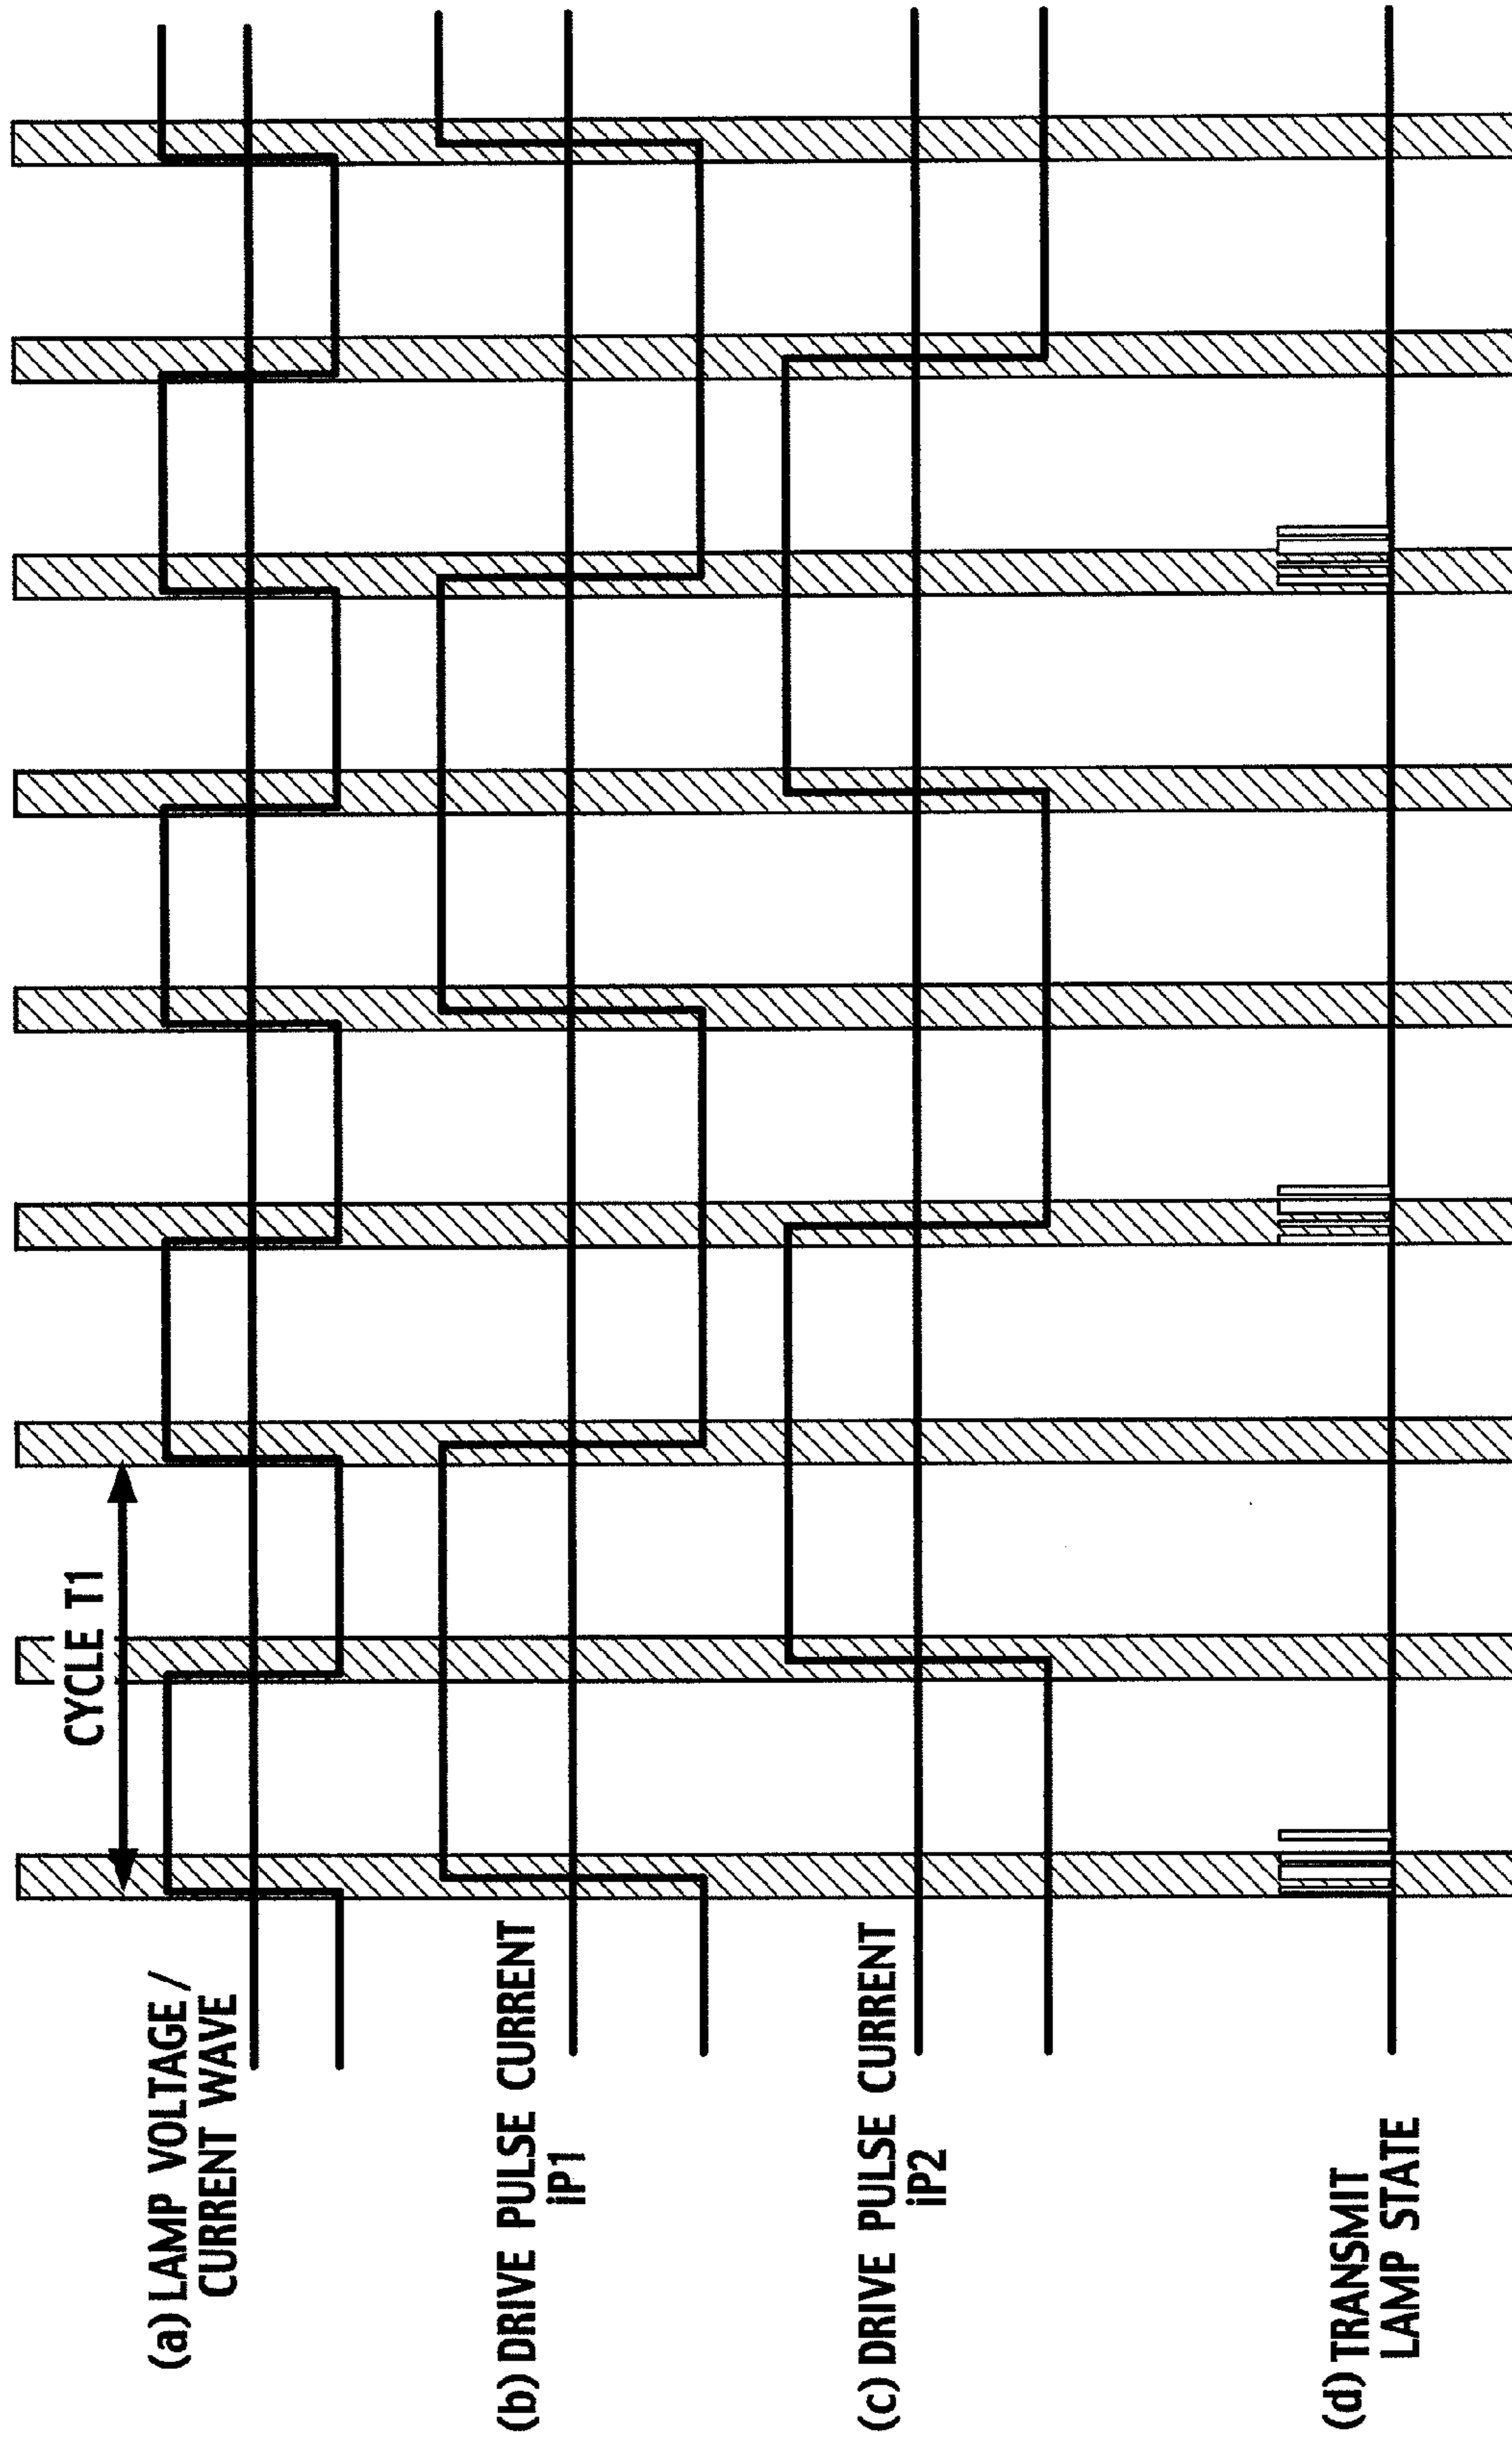 CYCLE T1
(a) LAMP VOLTAGE /
CURRENT WAVE
(b) DRIVE PULSE CURRENT
iP1
(c) DRIVE PULSE CURRENT
iP2
(d) TRANSMIT
LAMP STATE